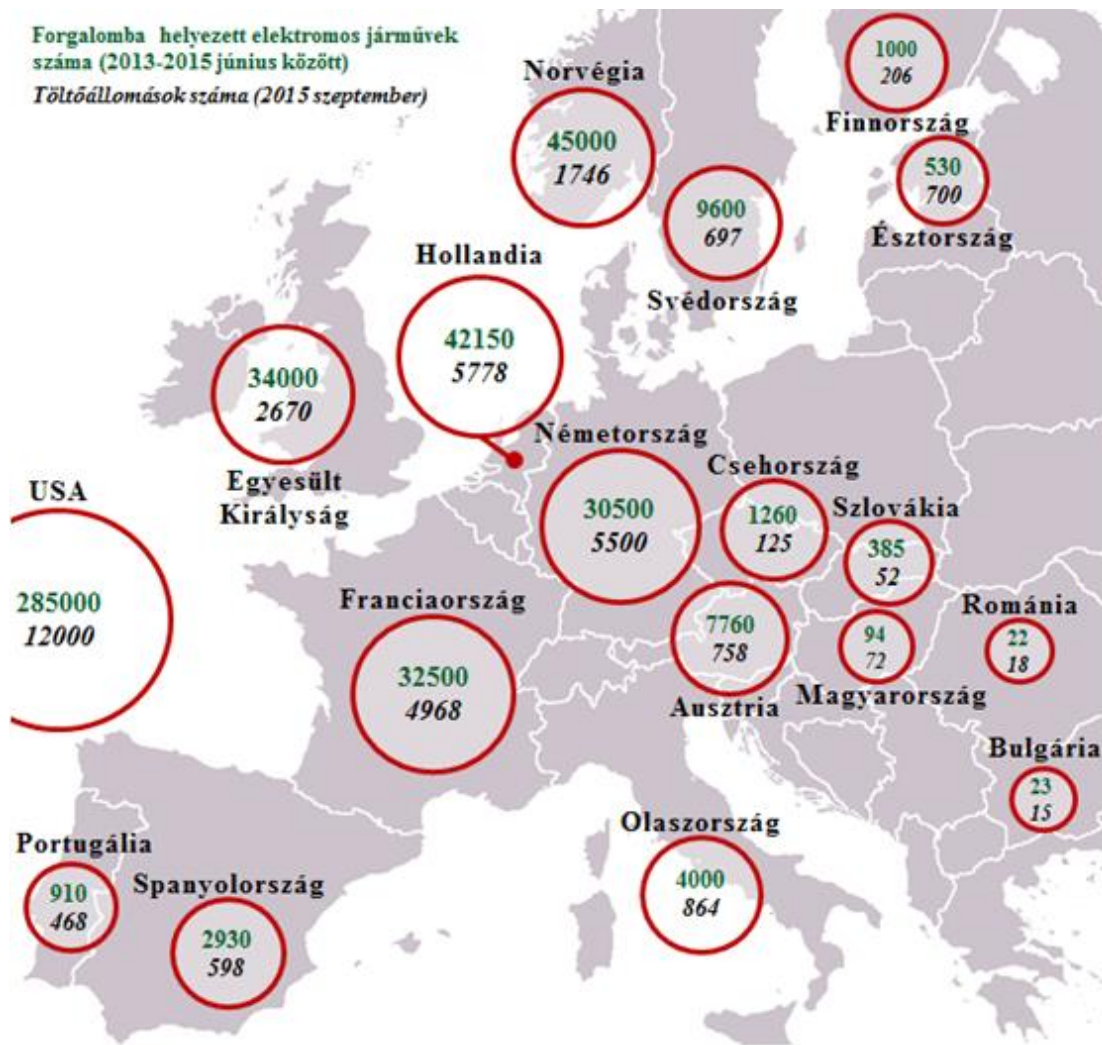 Forgalomba helyezett elektromos járművek
száma (2013-2015 június között)
Töltőállomások száma (2015 szeptember)
Norvégia
45000
1746
1000
206
Finnország
530
700
Észtország
9600
697
Svédország
Hollandia
42150
5778
34000
2670
Egyesült
Királyság
Németország
30500
5500
Csehország
1260
125
Szlovákia
385
52
USA
285000
12000
Franciaország
32500
4968
7760
758
Ausztria
94
72
Magyarország
Románia
22
18
Bulgária
23
15
Olaszország
4000
864
Portugália
910
468
Spanyolország
2930
598